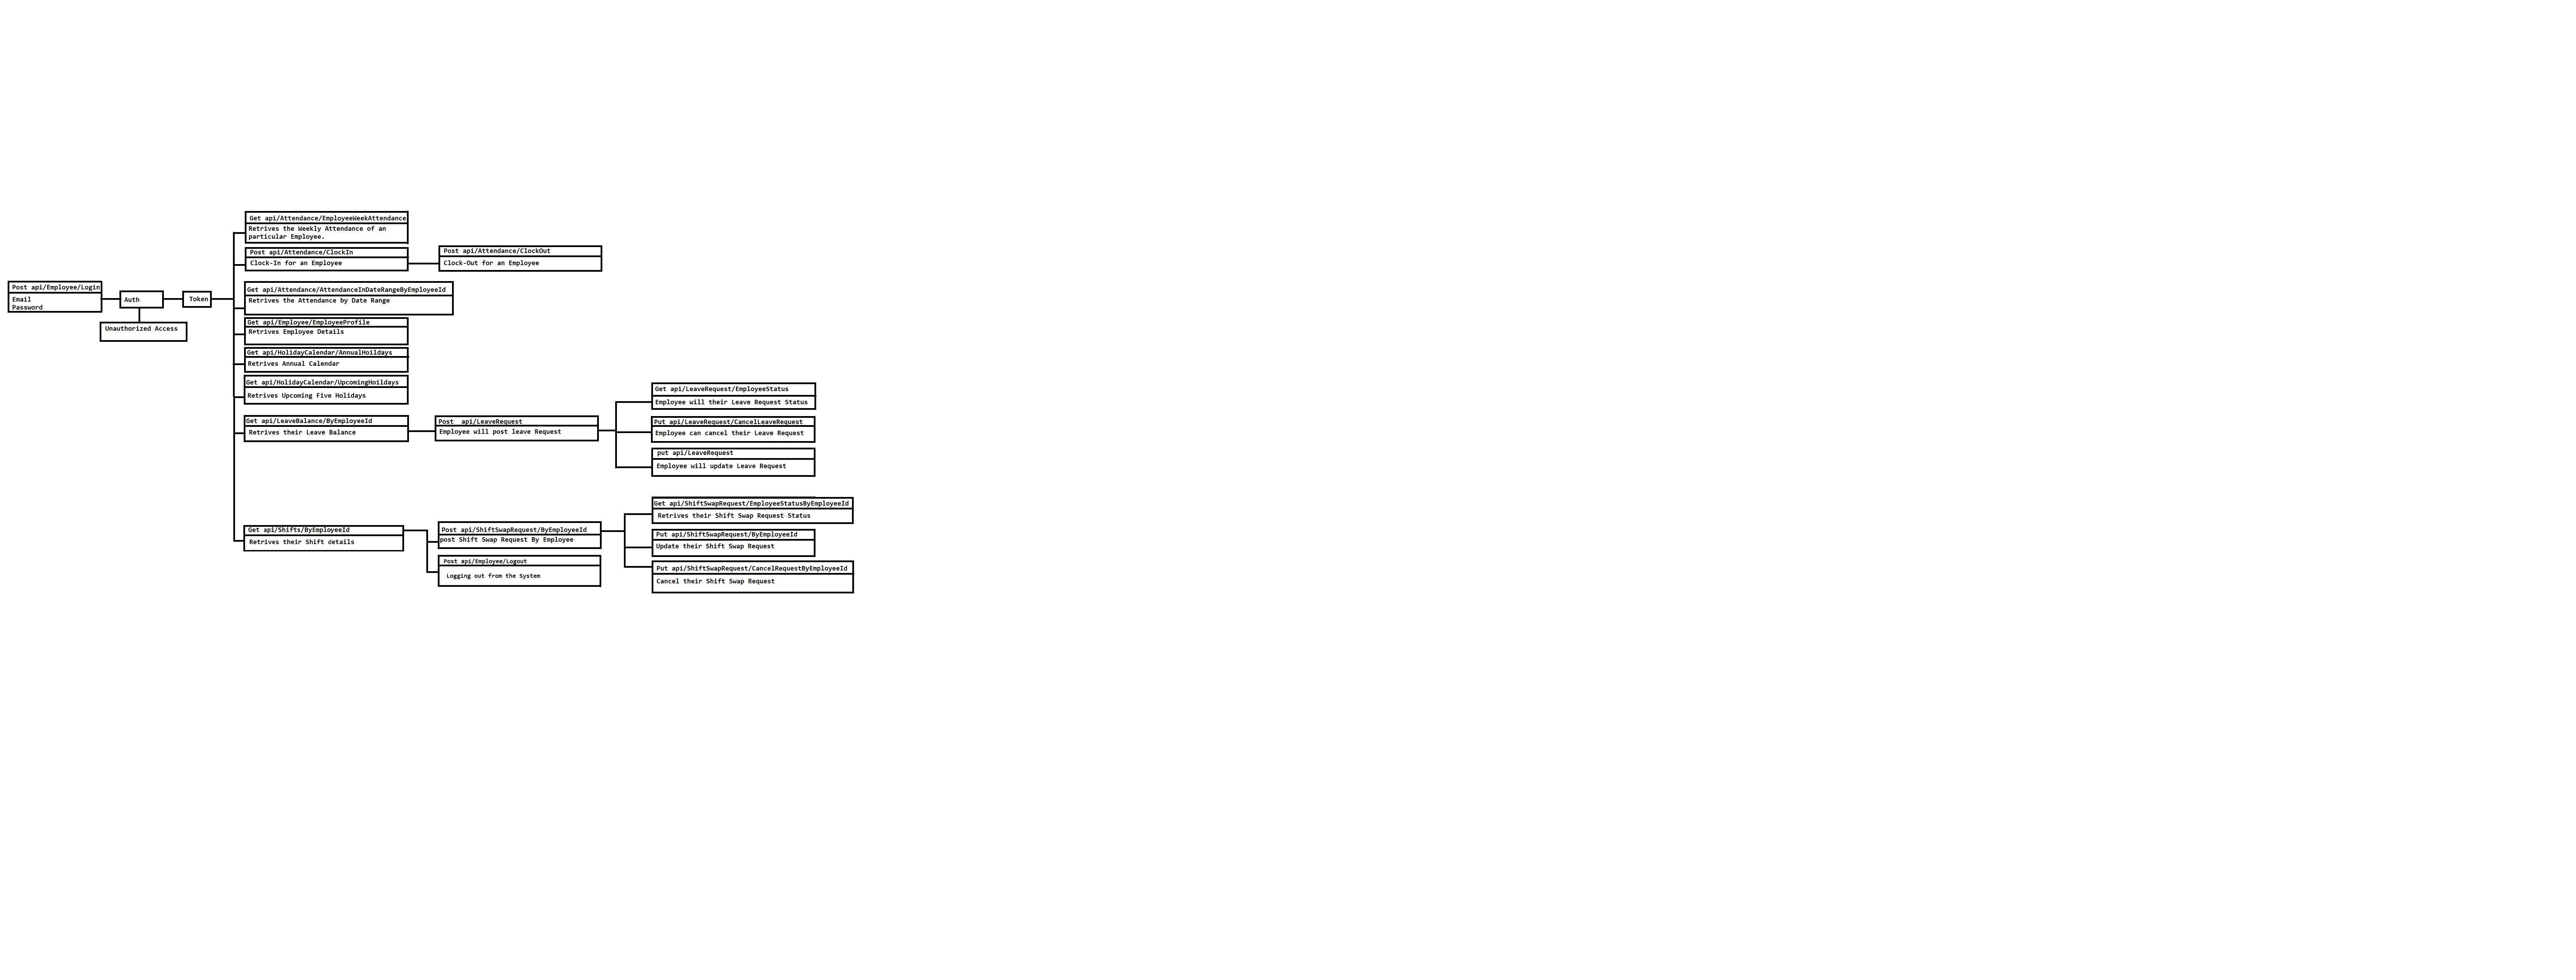 Post api/Employee/Login
Email
Password
Auth
Unauthorized Access
Token
Get api/Attendance/EmployeeWeekAttendance
Retrives the Weekly Attendance of an
particular Employee.
Post api/Attendance/ClockIn
Clock-In for an Employee
Post api/Attendance/ClockOut
Clock-Out for an Employee
Get api/Attendance/AttendanceInDateRangeByEmployeeId
Retrives the Attendance by Date Range
Get api/Employee/EmployeeProfile
Retrives Employee Details
Get api/HolidayCalendar/AnnualHoildays
Retrives Annual Calendar
Get api/HolidayCalendar/UpcomingHoildays
Retrives Upcoming Five Holidays
Get api/LeaveBalance/ByEmployeeId
Retrives their Leave Balance
Post  api/LeaveRequest
Employee will post leave Request
Get api/LeaveRequest/EmployeeStatus
Employee will their Leave Request Status
Put api/LeaveRequest/CancelLeaveRequest
Employee can cancel their Leave Request
put api/LeaveRequest
Employee will update Leave Request
Get api/Shifts/ByEmployeeId
Retrives their Shift details
Post api/ShiftSwapRequest/ByEmployeeId
post Shift Swap Request By Employee
Post api/Employee/Logout
Logging out from the System
Get api/ShiftSwapRequest/EmployeeStatusByEmployeeId
Retrives their Shift Swap Request Status
Put api/ShiftSwapRequest/ByEmployeeId
Update their Shift Swap Request
Put api/ShiftSwapRequest/CancelRequestByEmployeeId
Cancel their Shift Swap Request